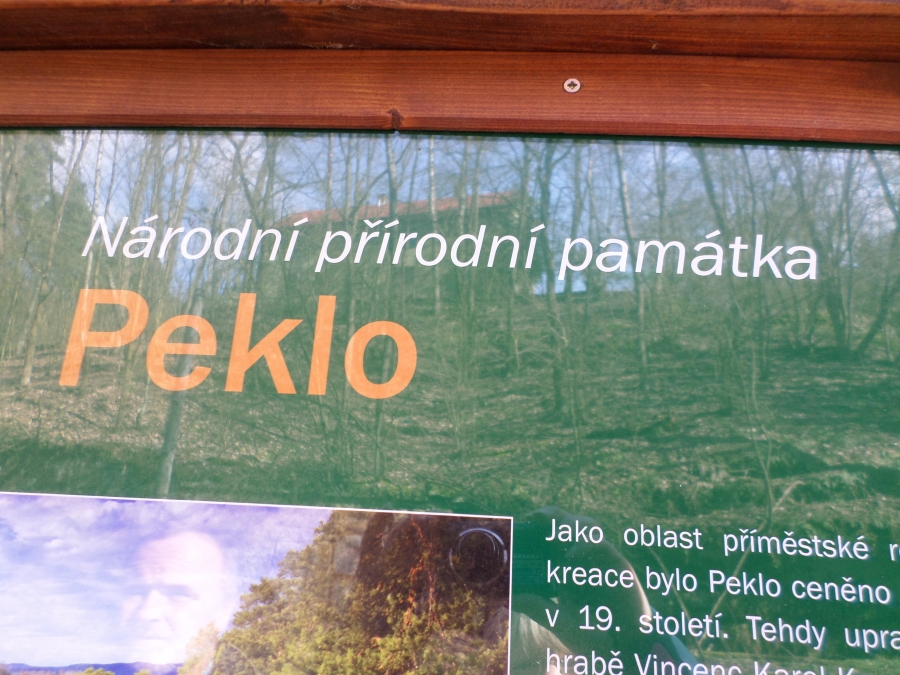 Národní přírodní památka
Peklo
Jako oblast příměstské
kreace bylo Peklo ceněno
v 19. století. Tehdy
hrabě Vincenc Karel